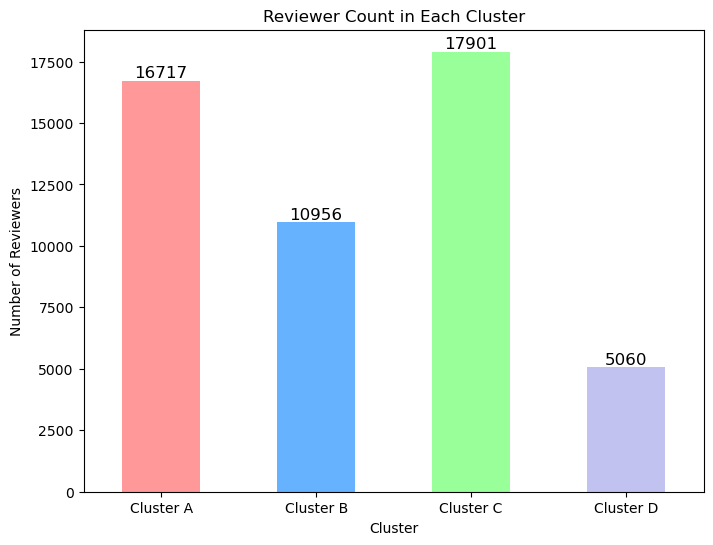 Reviewer Count in Each Cluster
Number of Reviewers
17500
15000
12500
10000
7500
5000
2500
0
16717
10956
17901
5060
Cluster A
Cluster B
Cluster C
Cluster D
Cluster